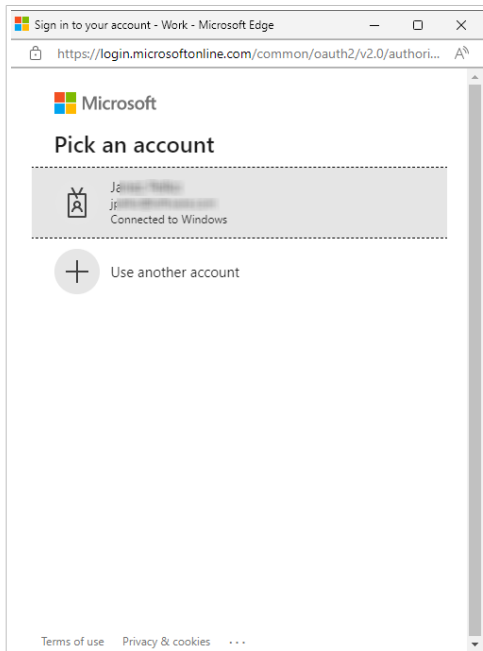 Sign in to your account - Work - Microsoft Edge
https://login.microsoftonline.com/common/oauth2/v2.0/authori...
Microsoft
Pick an account
Connected to Windows
Use another account
Terms of use Privacy & cookies ...